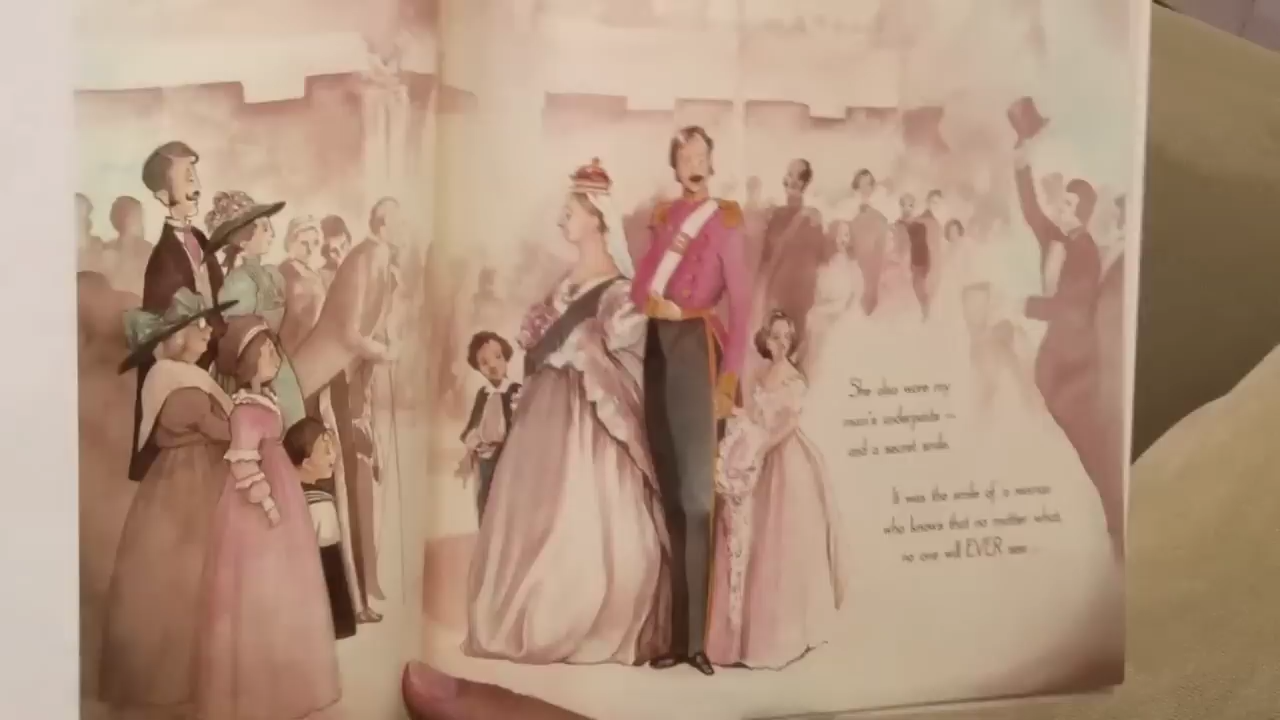 She also wore my
mam's underpants —
and a secret smile.
It was the smile of a woman
who knows that no matter what,
no one will EVER see